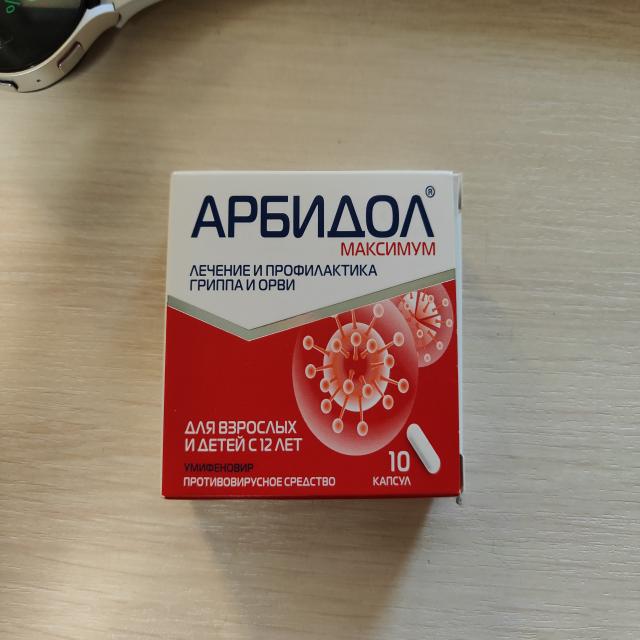 %
АРБИДОЛ®
МАКСИМУМ
ЛЕЧЕНИЕ И ПРОФИЛАКТИКА
ГРИППА И ОРВИ
ДЛЯ ВЗРОСЛЫХ
И ДЕТЕЙ С 12 ЛЕТ
УМИФЕНОВИР
ПРОТИВОВИРУСНОЕ СРЕДСТВО
10
КАПСУЛ